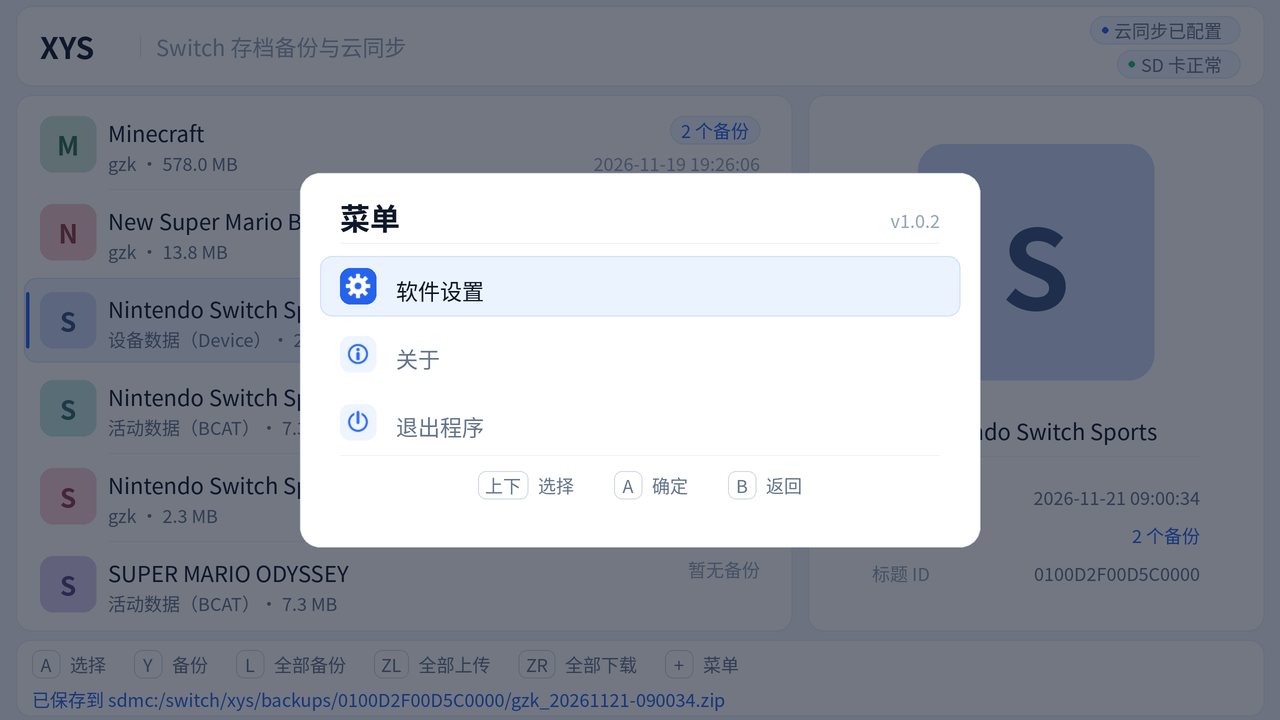 XYS
Switch 存档备份与云同步
云同步已配置
SD 卡正常
M
Minecraft
gzk · 578.0 MB
2 个备份
2026-11-19 19:26:06
N
New Super Mario B
gzk · 13.8 MB
S
Nintendo Switch Sp
设备数据（Device） · 2
S
Nintendo Switch Sp
活动数据（BCAT） · 7.
S
Nintendo Switch Sp
gzk · 2.3 MB
S
SUPER MARIO ODYSSEY
活动数据（BCAT） · 7.3 MB
暂无备份
菜单
v1.0.2
软件设置
关于
退出程序
上下 选择 A 确定 B 返回
S
do Switch Sports
2026-11-21 09:00:34
2 个备份
标题 ID
0100D2F00D5C0000
A 选择 Y 备份 L 全部备份 ZL 全部上传 ZR 全部下载 + 菜单
已保存到 sdmc:/switch/xys/backups/0100D2F00D5C0000/gzk_20261121-090034.zip